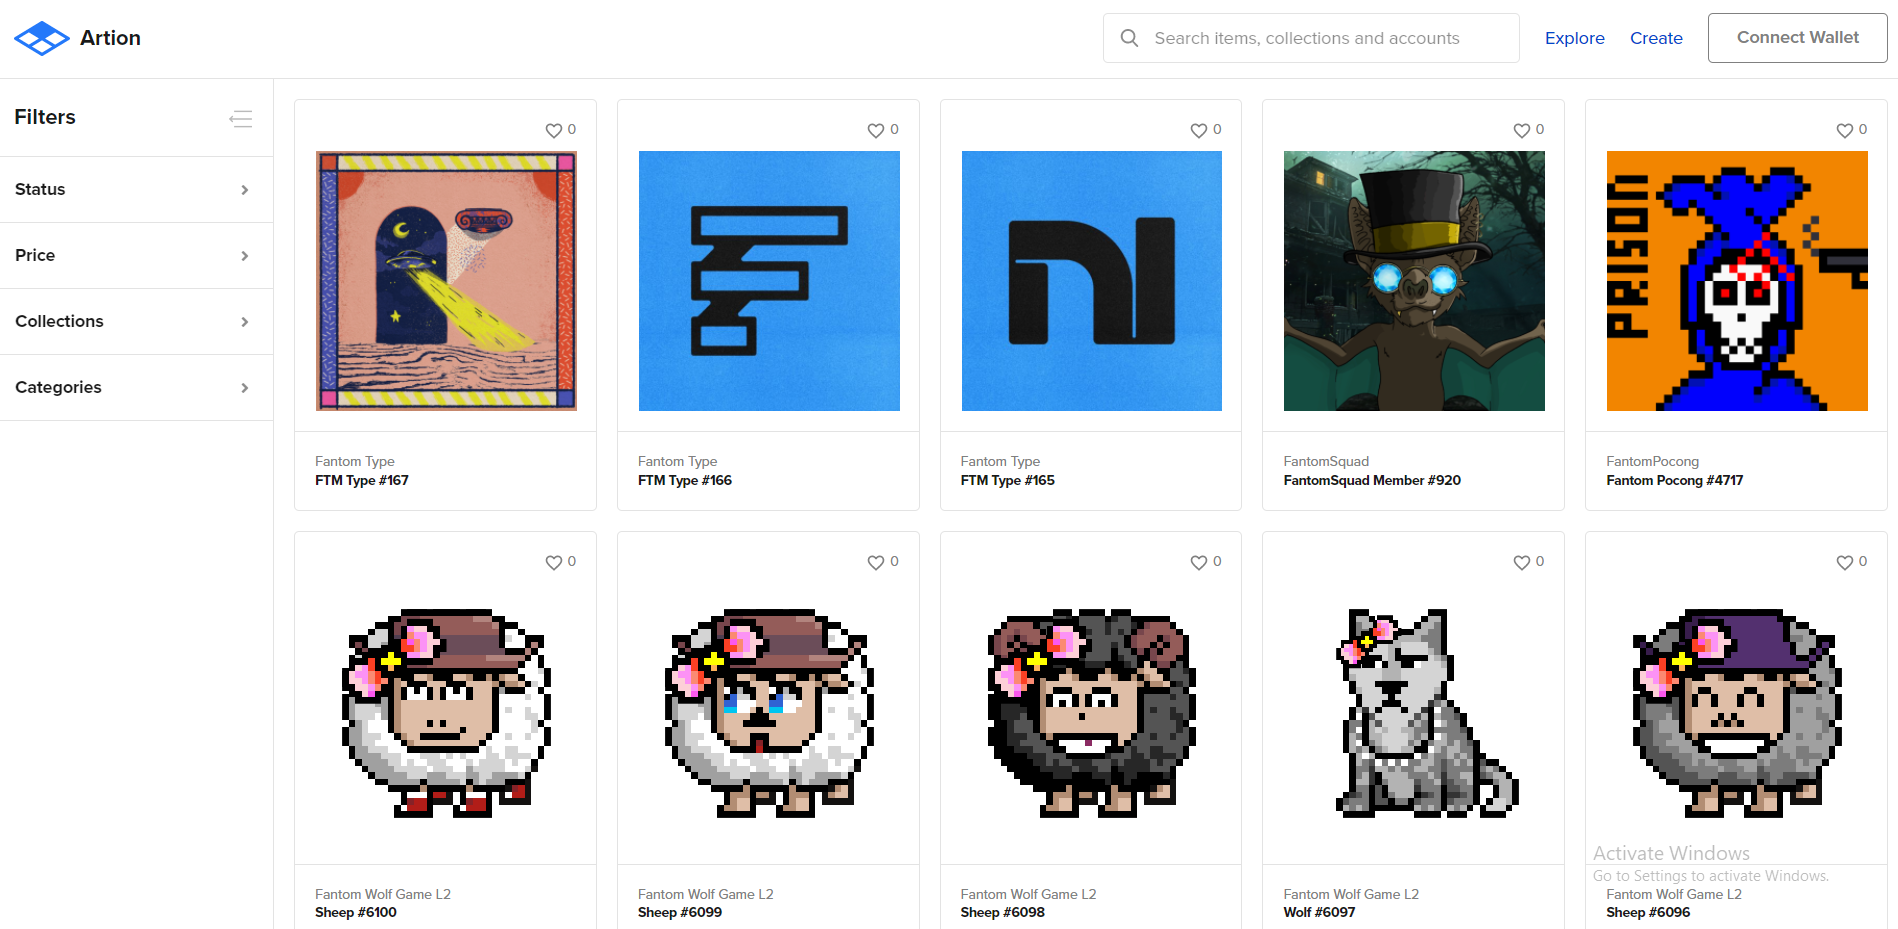 Artion
Search items, collections and accounts
Explore
Create
Connect Wallet
Filters
Status
Price
Collections
Categories
0
0
0
0
0
PRISON
Fantom Type
FTM Type #167
Fantom Type
FTM Type #166
Fantom Type
FTM Type #165
FantomSquad
FantomSquad Member #920
FantomPocong
Fantom Pocong #4717
0
0
0
0
0
Fantom Wolf Game L2
Sheep #6100
Fantom Wolf Game L2
Sheep #6099
Fantom Wolf Game L2
Sheep #6098
Fantom Wolf Game L2
Wolf #6097
Activate Windows
Go to Settings to activate Windows.
Fantom Wolf Game L2
Sheep #6096